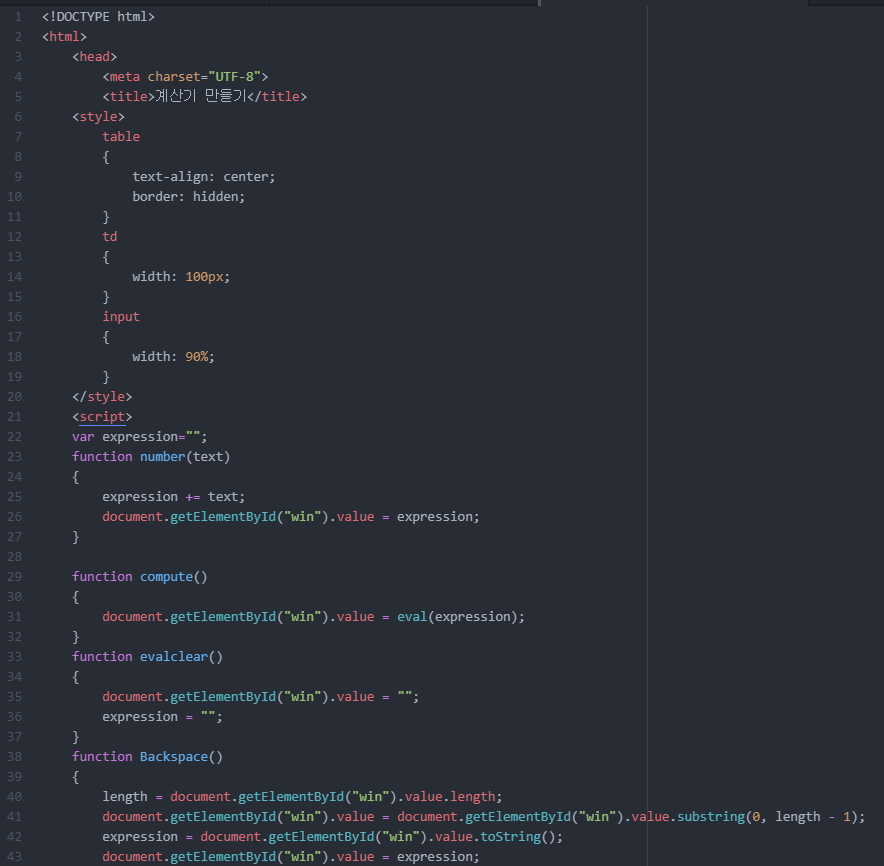 1 <!DOCTYPE html>
2 <html>
3 <head>
4 <meta charset="UTF-8">
5 <title>계산기 만들기</title>
6 <style>
7 table
8 {
9 text-align: center;
10 border: hidden;
11 }
12 td
13 {
14 width: 100px;
15 }
16 input
17 {
18 width: 90%;
19 }
20 </style>
21 <script>
22 var expression="";
23 function number(text)
24 {
25 expression += text;
26 document.getElementById("win").value = expression;
27 }
28
29 function compute()
30 {
31 document.getElementById("win").value = eval(expression);
32 }
33 function evalclear()
34 {
35 document.getElementById("win").value = "";
36 expression = "";
37 }
38 function Backspace()
39 {
40 length = document.getElementById("win").value.length;
41 document.getElementById("win").value = document.getElementById("win").value.substring(0, length - 1);
42 expression = document.getElementById("win").value.toString();
43 document.getElementById("win").value = expression;